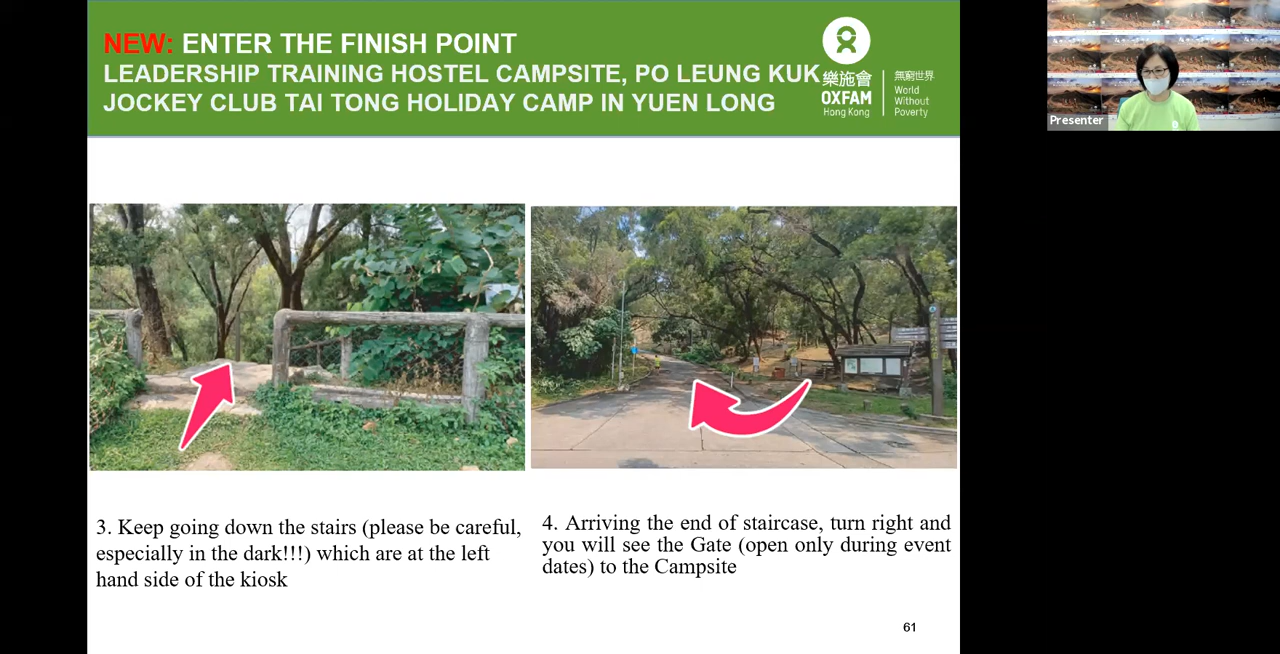 NEW: ENTER THE FINISH POINT
LEADERSHIP TRAINING HOSTEL CAMPSITE, PO LEUNG KUK
JOCKEY CLUB TAI TONG HOLIDAY CAMP IN YUEN LONG
樂施會
OXFAM
Hong Kong
無窮世界
World
Without
Poverty
Presenter
3. Keep going down the stairs (please be careful,
especially in the dark!!!) which are at the left
hand side of the kiosk
4. Arriving the end of staircase, turn right and
you will see the Gate (open only during event
dates) to the Campsite
61